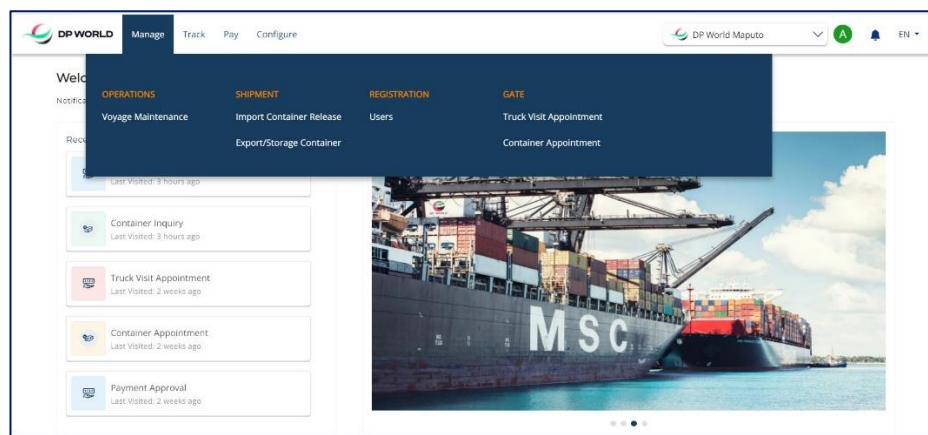 DP WORLD Manage Track Pay Configure DP World Maputo A EN
Welc
Notifica
OPERATIONS SHIPMENT REGISTRATION GATE
Voyage Maintenance Import Container Release Users Truck Visit Appointment
Export/Storage Container Container Appointment
Rece
Last Visited: 3 hours ago
Container Inquiry
Last Visited: 3 hours ago
Truck Visit Appointment
Last Visited: 2 weeks ago
Container Appointment
Last Visited: 2 weeks ago
Payment Approval
Last Visited: 2 weeks ago
MSC